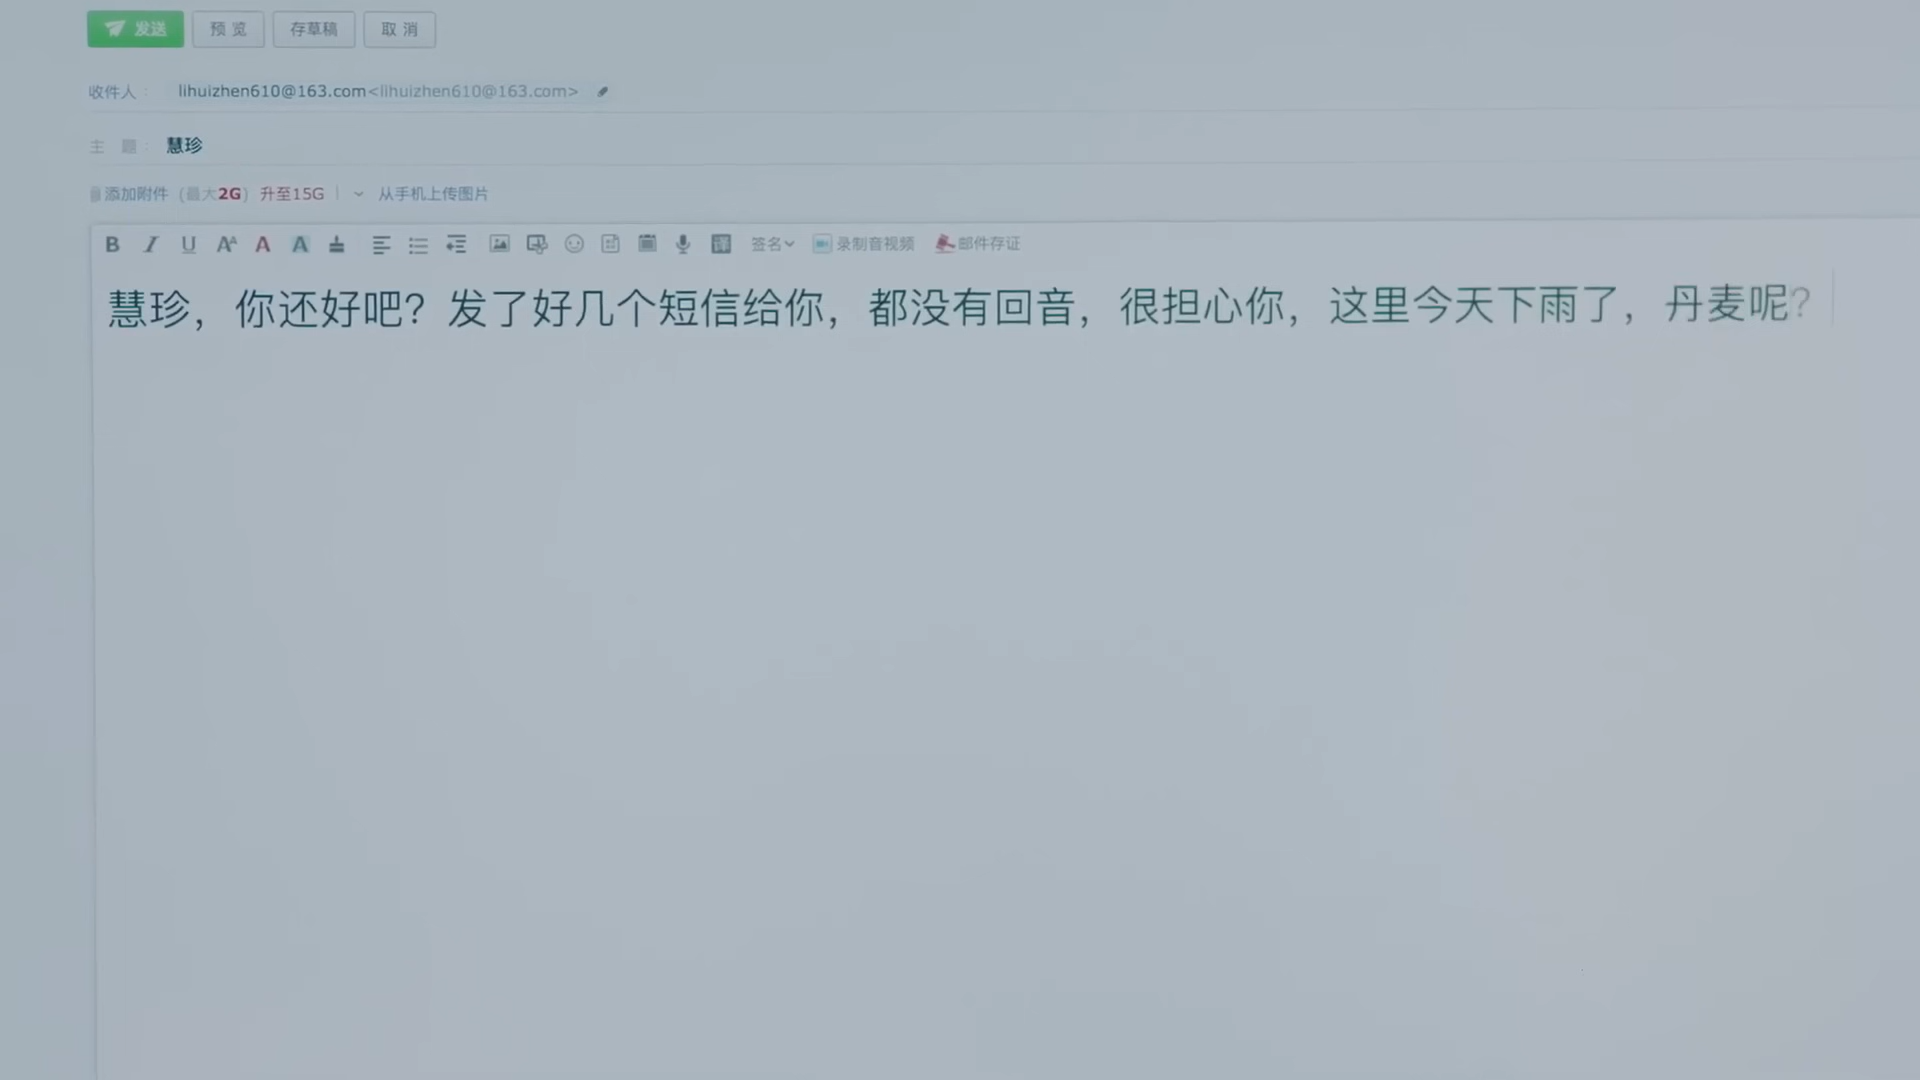 发送 预 览 存草稿 取 消
收件人： lihuizhen610@163.com<lihuizhen610@163.com>
主 题： 慧珍
添加附件 (最大2G) 升至15G 从手机上传图片
B I U AA A A 译 签名 录制音视频 邮件存证
慧珍，你还好吧？发了好几个短信给你，都没有回音，很担心你，这里今天下雨了，丹麦呢？